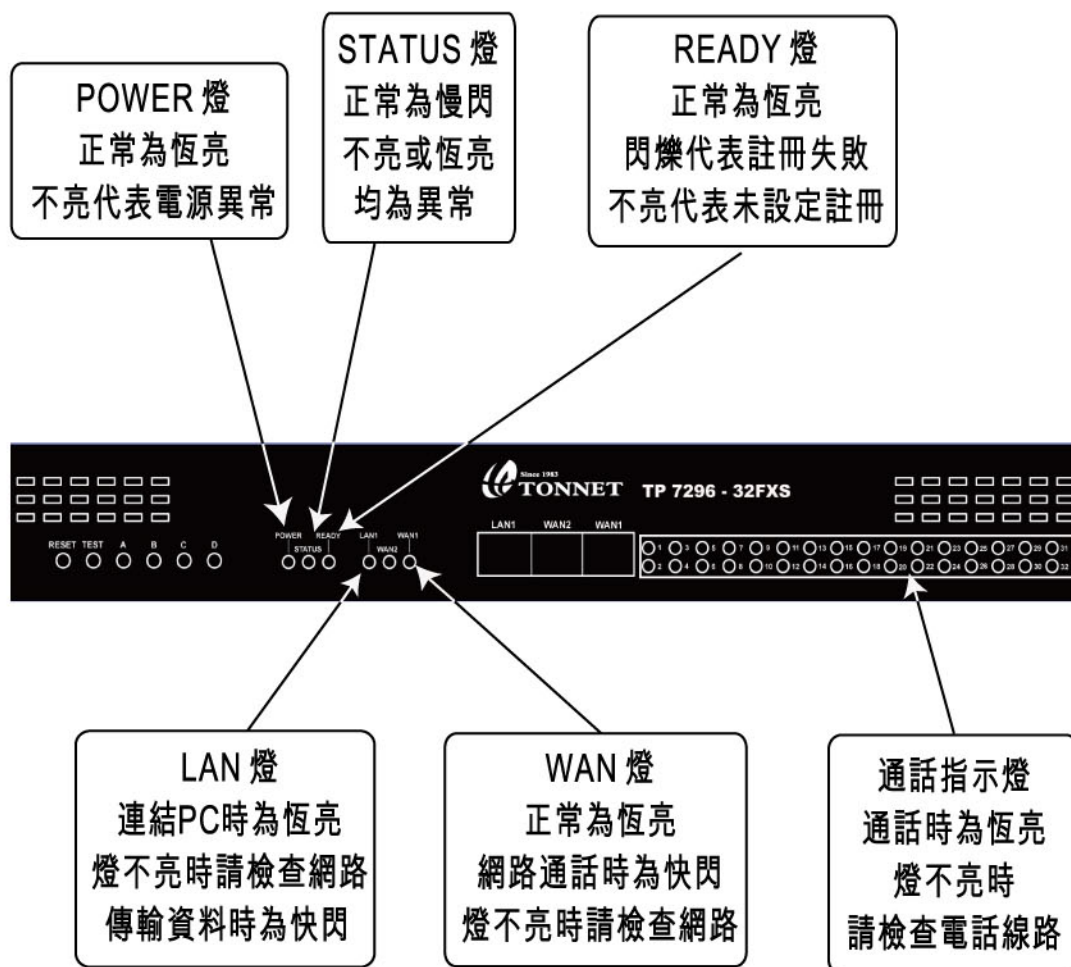 POWER 燈
正常為恆亮
不亮代表電源異常
STATUS 燈
正常為慢閃
不亮或恆亮
均為異常
READY 燈
正常為恆亮
閃爍代表註冊失敗
不亮代表未設定註冊
Since 1983
TONNET TP 7296 - 32FXS
RESET TEST A B C D
POWER READY LAN1 WAN1
STATUS WAN2
LAN1 WAN2 WAN1
1 3 5 7 9 11 13 15 17 19 21 23 25 27 29 31
2 4 6 8 10 12 14 16 18 20 22 24 26 28 30 32
LAN 燈
連結PC時為恆亮
燈不亮時請檢查網路
傳輸資料時為快閃
WAN 燈
正常為恆亮
網路通話時為快閃
燈不亮時請檢查網路
通話指示燈
通話時為恆亮
燈不亮時
請檢查電話線路